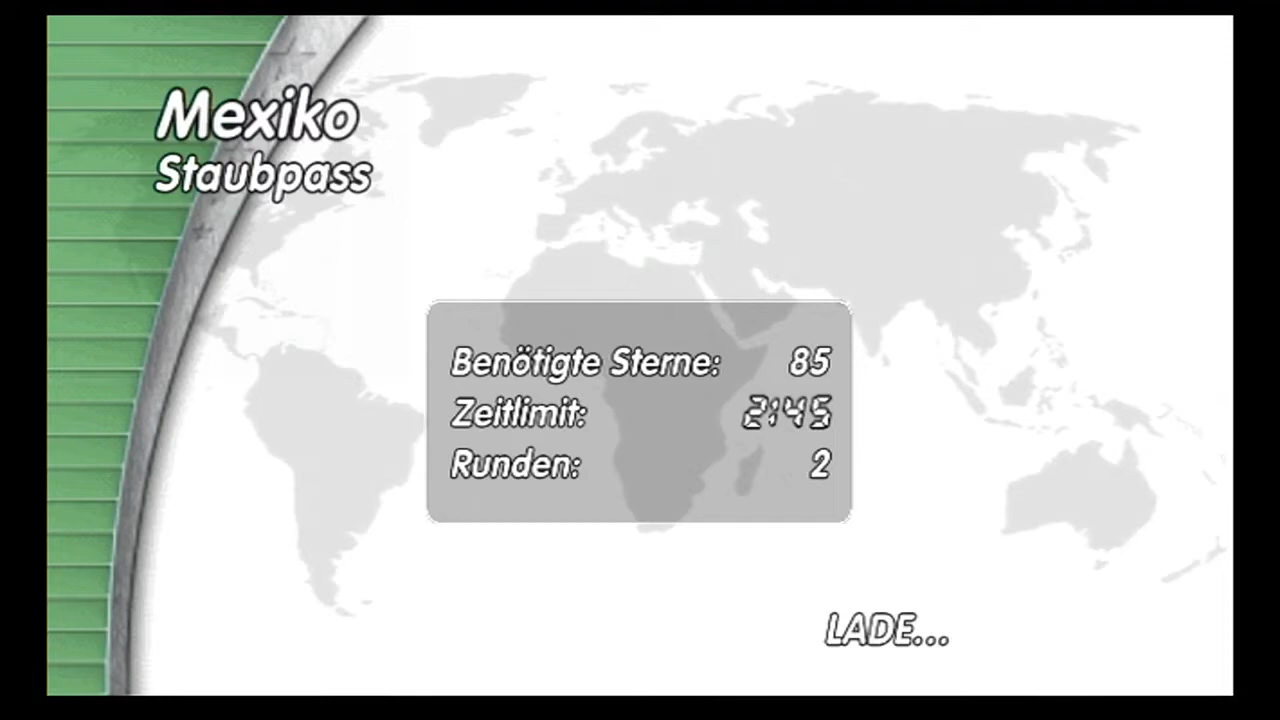 Mexiko
Staubpass
Benötigte Sterne: 85
Zeitlimit: 2:45
Runden: 2
LADE...